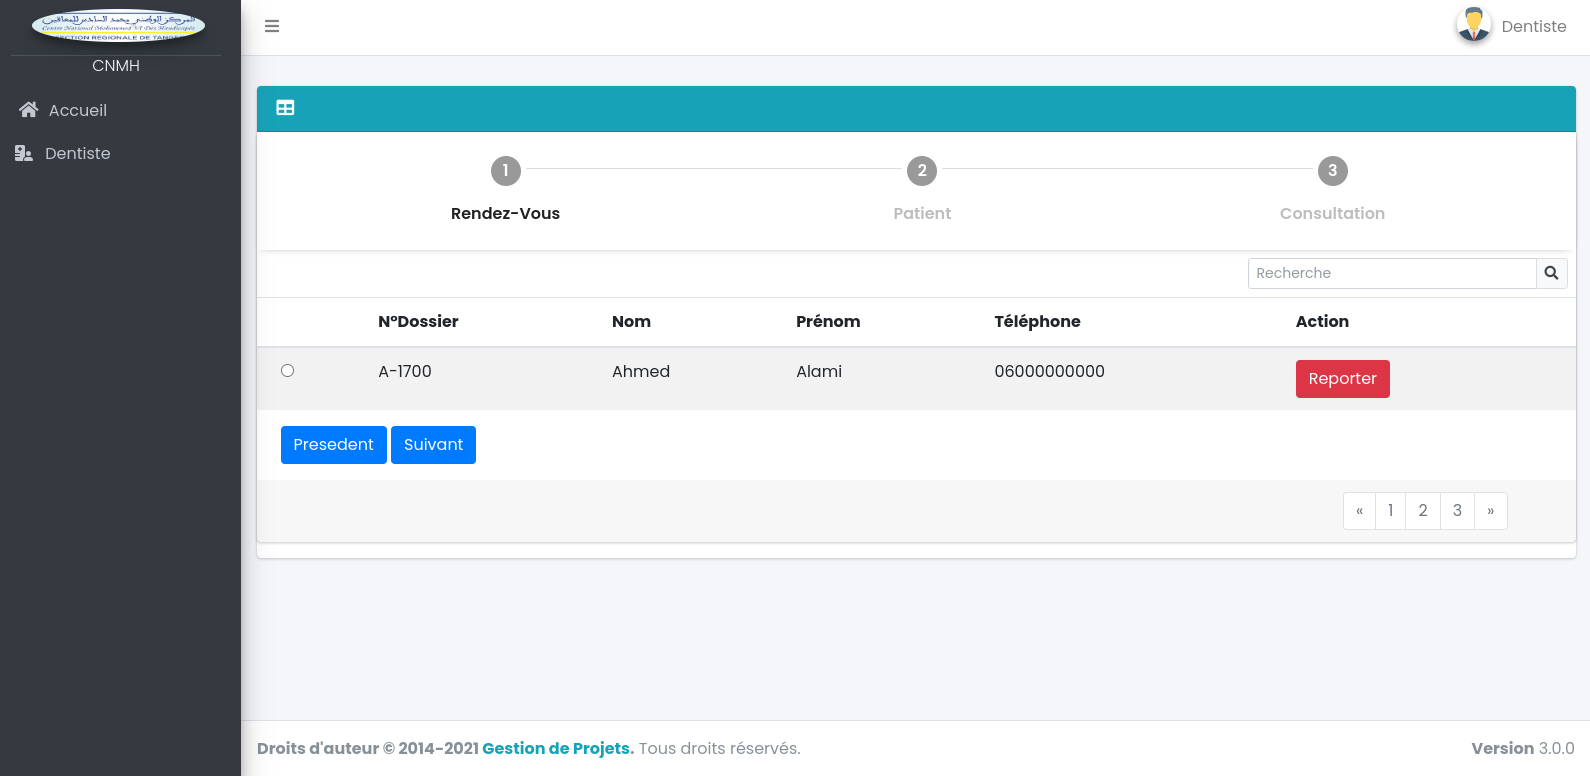 المركز الوطني محمد السادس للمعاقين
Centre National Mohammed VI Des Handicapés
SECTION REGIONALE DE TANGER
CNMH
Accueil
Dentiste
Dentiste
1 2 3
Rendez-Vous Patient Consultation
Recherche
N°Dossier Nom Prénom Téléphone Action
A-1700 Ahmed Alami 06000000000 Reporter
Presedent Suivant
« 1 2 3 »
Droits d'auteur © 2014-2021 Gestion de Projets. Tous droits réservés.
Version 3.0.0